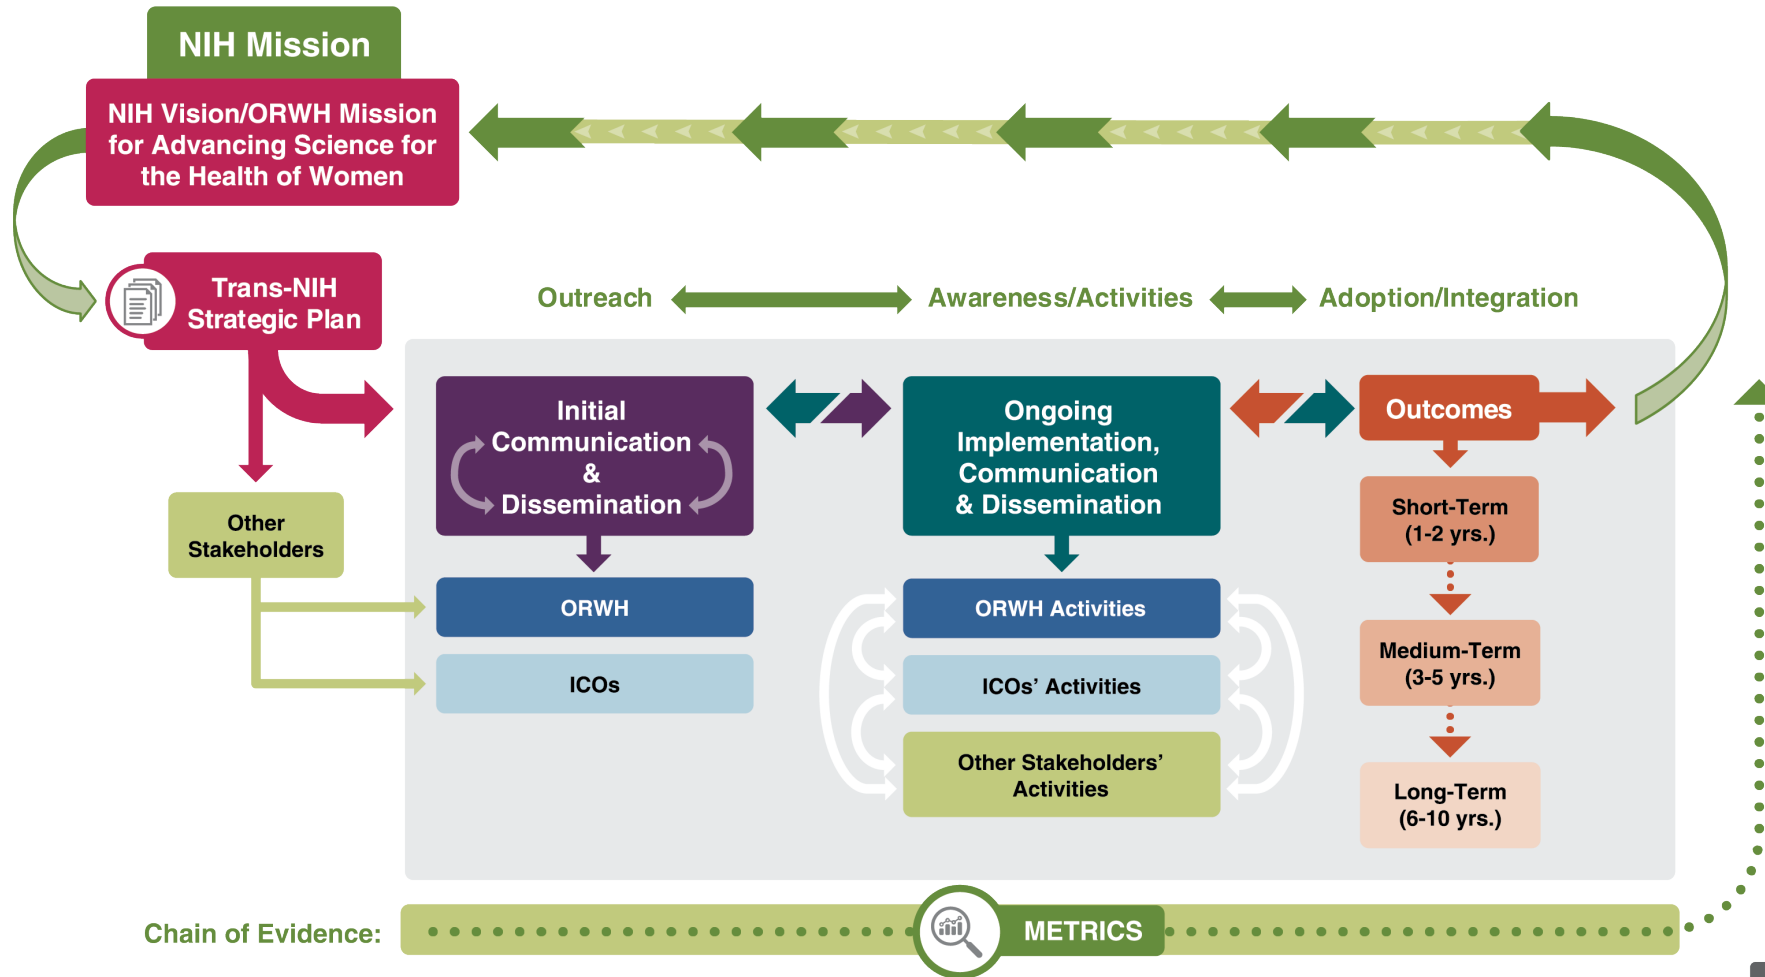 NIH Mission
NIH Vision/ORWH Mission
for Advancing Science for
the Health of Women
Trans-NIH
Strategic Plan
Outreach
Awareness/Activities
Adoption/Integration
Initial
Communication
&
Dissemination
Ongoing
Implementation,
Communication
& Dissemination
Outcomes
Short-Term
(1-2 yrs.)
Other
Stakeholders
ORWH
ORWH Activities
Medium-Term
(3-5 yrs.)
ICOs
ICOs’ Activities
Other Stakeholders’
Activities
Long-Term
(6-10 yrs.)
Chain of Evidence:
METRICS